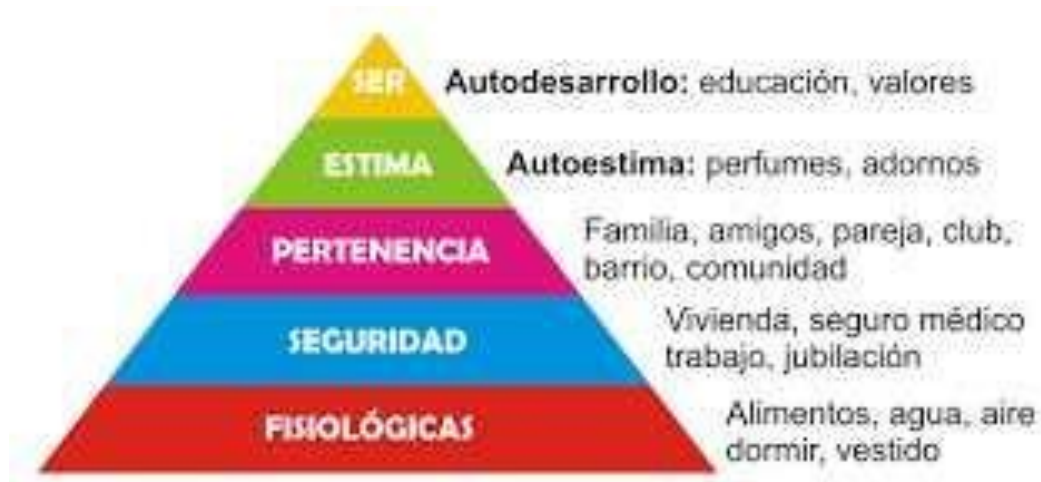 SER
Autodesarrollo: educación, valores
ESTIMA
Autoestima: perfumes, adornos
PERTENENCIA
Familia, amigos, pareja, club,
barrio, comunidad
SEGURIDAD
Vivienda, seguro médico
trabajo, jubilación
FISIOLÓGICAS
Alimentos, agua, aire
dormir, vestido